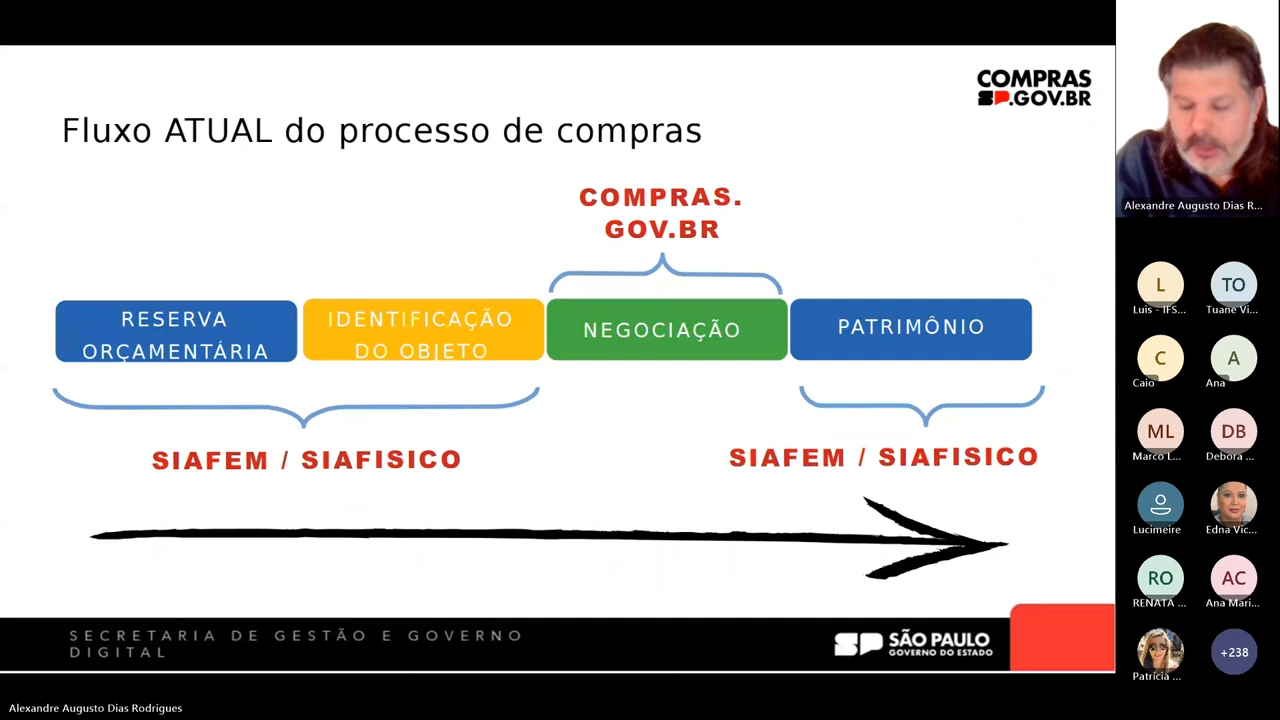 COMPRAS
SP.GOV.BR
Fluxo ATUAL do processo de compras
COMPRAS.
GOV.BR
RESERVA
ORÇAMENTÁRIA
IDENTIFICAÇÃO
DO OBJETO
NEGOCIAÇÃO
PATRIMÔNIO
SIAFEM / SIAFISICO
SIAFEM / SIAFISICO
SECRETARIA DE GESTÃO E GOVERNO
DIGITAL
SP
SÃO PAULO
GOVERNO DO ESTADO
Alexandre Augusto Dias Rodrigues
Alexandre Augusto Dias R...
L
Luis - IFS...
TO
Tuane Vi...
C
Caio
A
Ana
ML
Marco L...
DB
Debora ...
Lucimeire
Edna Vic...
RO
RENATA ...
AC
Ana Mari...
Patrícia ...
+238